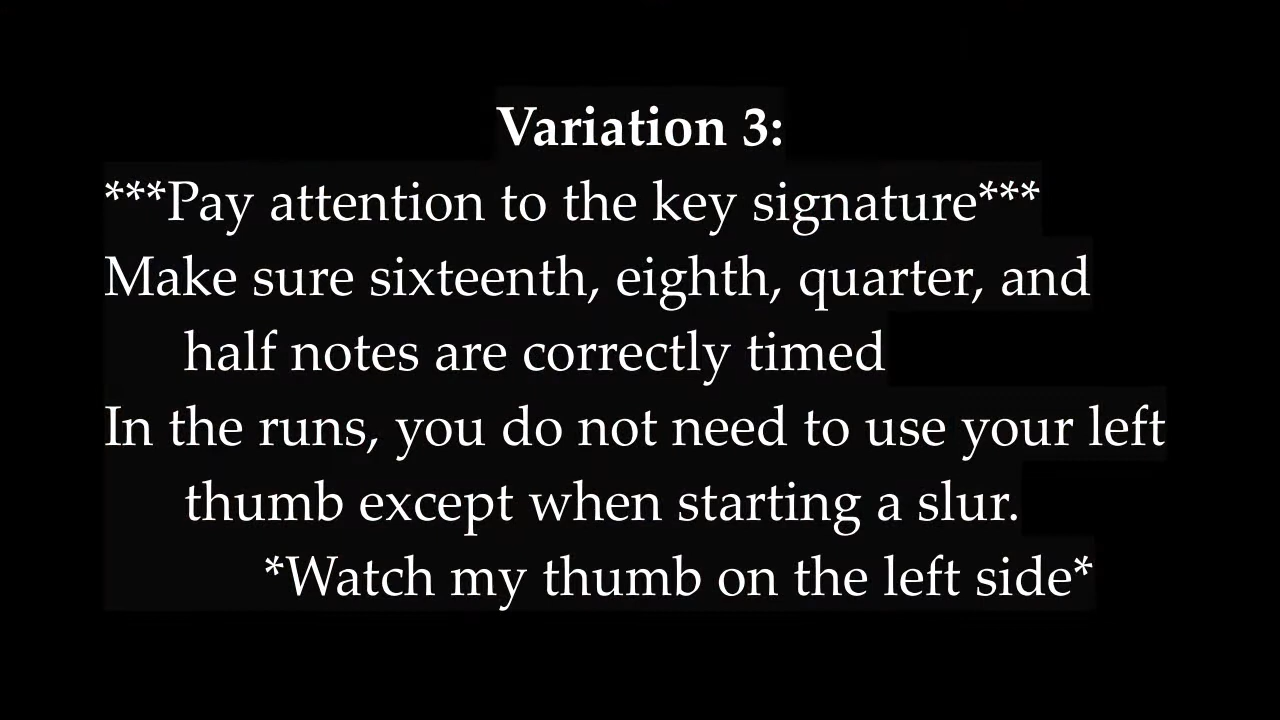 Variation 3:
***Pay attention to the key signature***
Make sure sixteenth, eighth, quarter, and
half notes are correctly timed
In the runs, you do not need to use your left
thumb except when starting a slur.
*Watch my thumb on the left side*